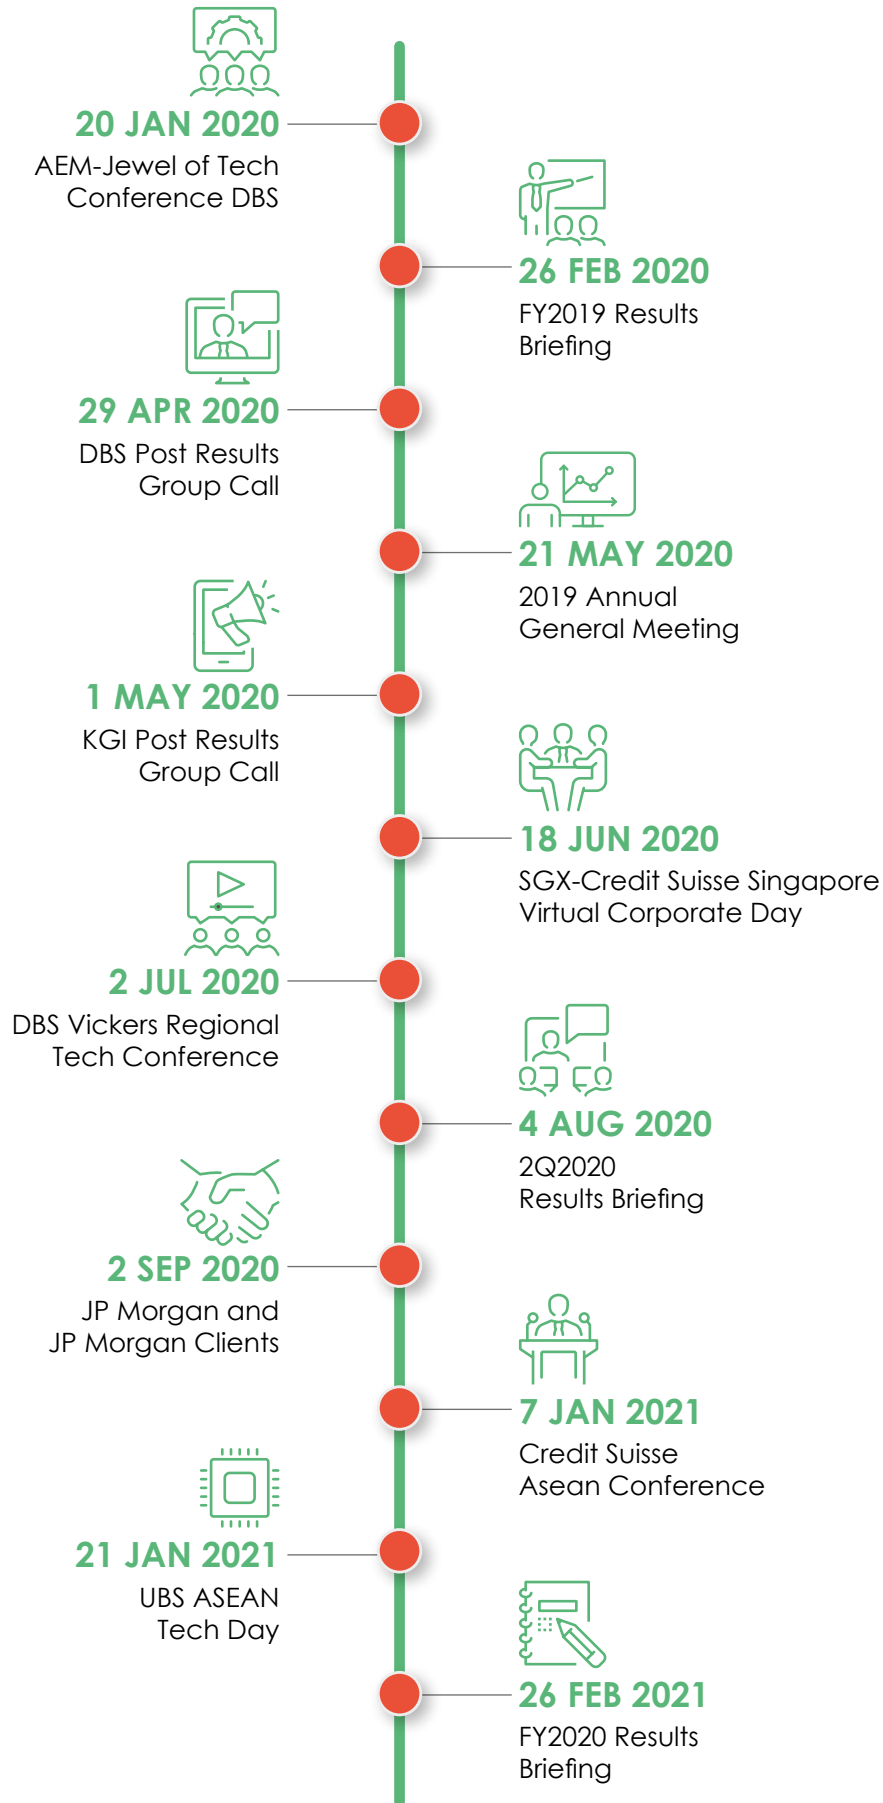 20 JAN 2020
AEM-Jewel of Tech
Conference DBS
26 FEB 2020
FY2019 Results
Briefing
29 APR 2020
DBS Post Results
Group Call
21 MAY 2020
2019 Annual
General Meeting
1 MAY 2020
KGI Post Results
Group Call
18 JUN 2020
SGX-Credit Suisse Singapore
Virtual Corporate Day
2 JUL 2020
DBS Vickers Regional
Tech Conference
4 AUG 2020
2Q2020
Results Briefing
2 SEP 2020
JP Morgan and
JP Morgan Clients
7 JAN 2021
Credit Suisse
Asean Conference
21 JAN 2021
UBS ASEAN
Tech Day
26 FEB 2021
FY2020 Results
Briefing